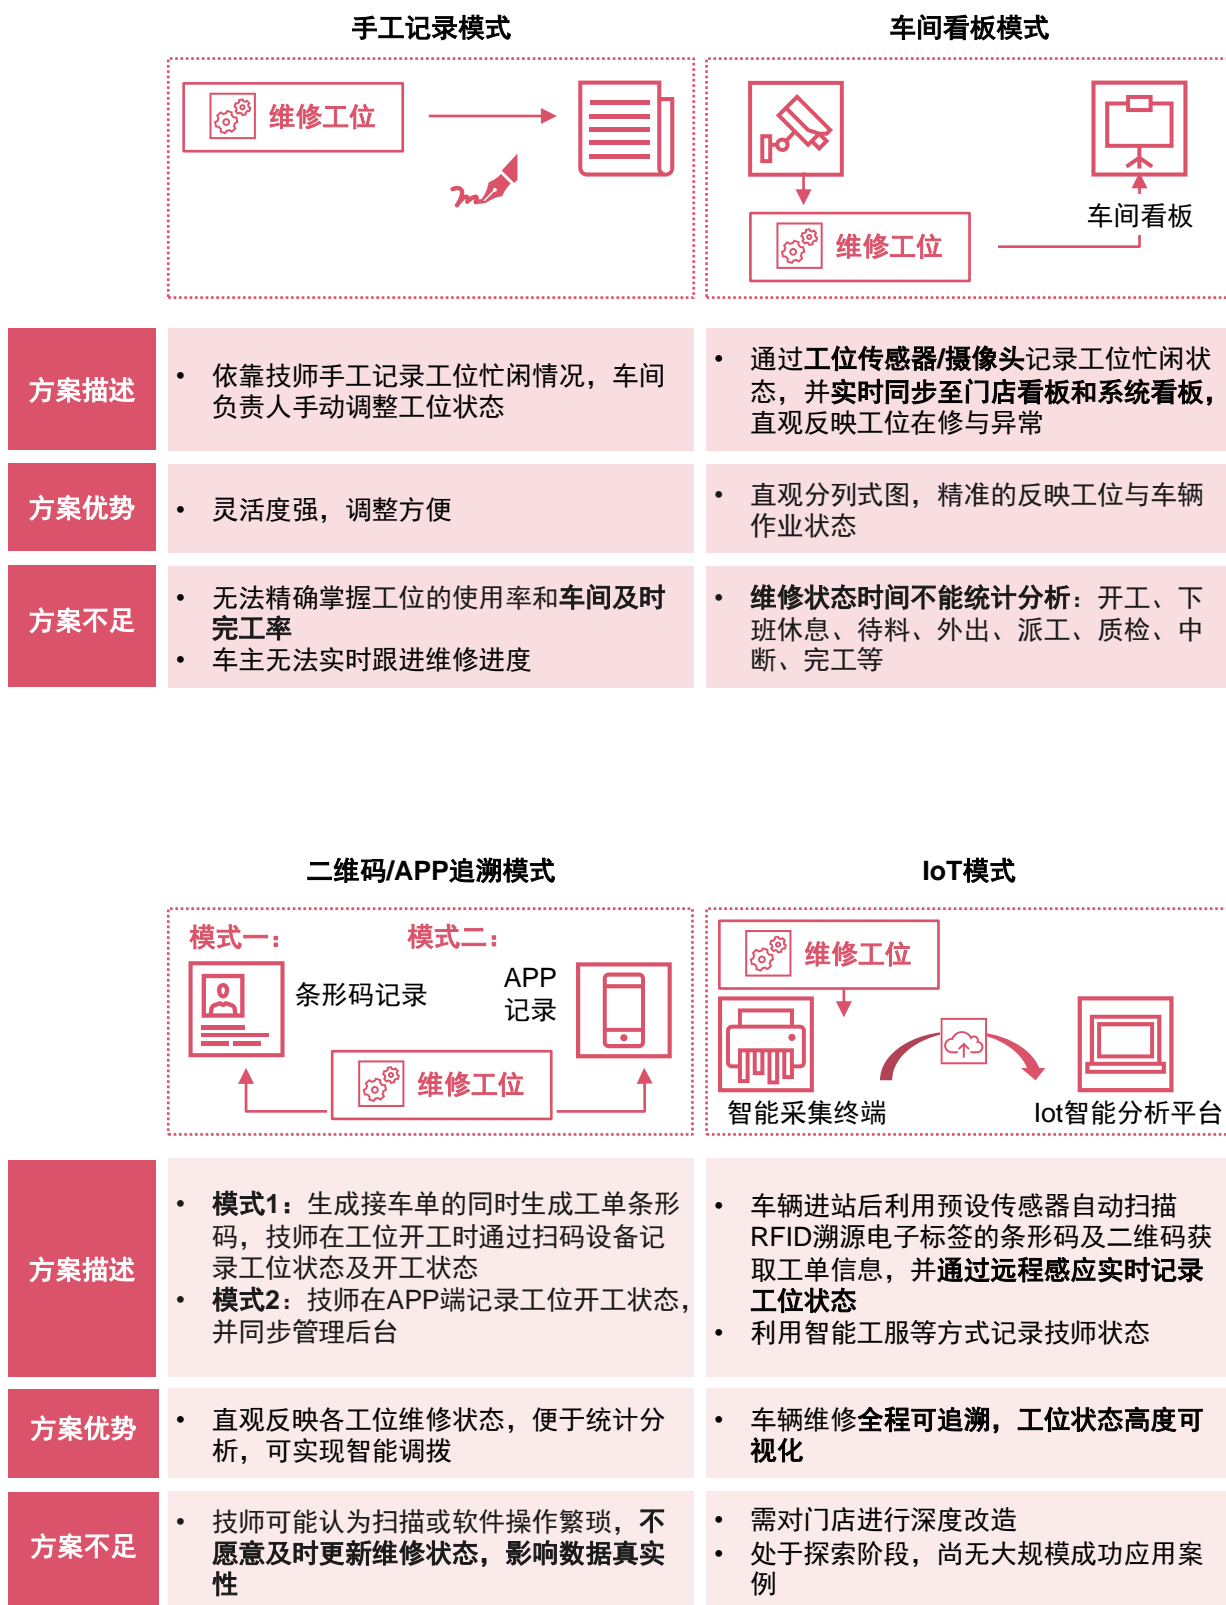 手工记录模式
车间看板模式
维修工位
车间看板
维修工位
方案描述
• 依靠技师手工记录工位忙闲情况，车间
负责人手动调整工位状态
• 通过工位传感器/摄像头记录工位忙闲状
态，并实时同步至门店看板和系统看板，
直观反映工位在修与异常
方案优势
• 灵活度强，调整方便
• 直观分列式图，精准的反映工位与车辆
作业状态
方案不足
• 无法精确掌握工位的使用率和车间及时
完工率
• 车主无法实时跟进维修进度
• 维修状态时间不能统计分析：开工、下
班休息、待料、外出、派工、质检、中
断、完工等
二维码/APP追溯模式
IoT模式
模式一：
模式二：
条形码记录
APP
记录
维修工位
维修工位
智能采集终端
Iot智能分析平台
方案描述
• 模式1：生成接车单的同时生成工单条形
码，技师在工位开工时通过扫码设备记
录工位状态及开工状态
• 模式2：技师在APP端记录工位开工状态，
并同步管理后台
• 车辆进站后利用预设传感器自动扫描
RFID溯源电子标签的条形码及二维码获
取工单信息，并通过远程感应实时记录
工位状态
• 利用智能工服等方式记录技师状态
方案优势
• 直观反映各工位维修状态，便于统计分
析，可实现智能调拨
• 车辆维修全程可追溯，工位状态高度可
视化
方案不足
• 技师可能认为扫描或软件操作繁琐，不
愿意及时更新维修状态，影响数据真实
性
• 需对门店进行深度改造
• 处于探索阶段，尚无大规模成功应用案
例